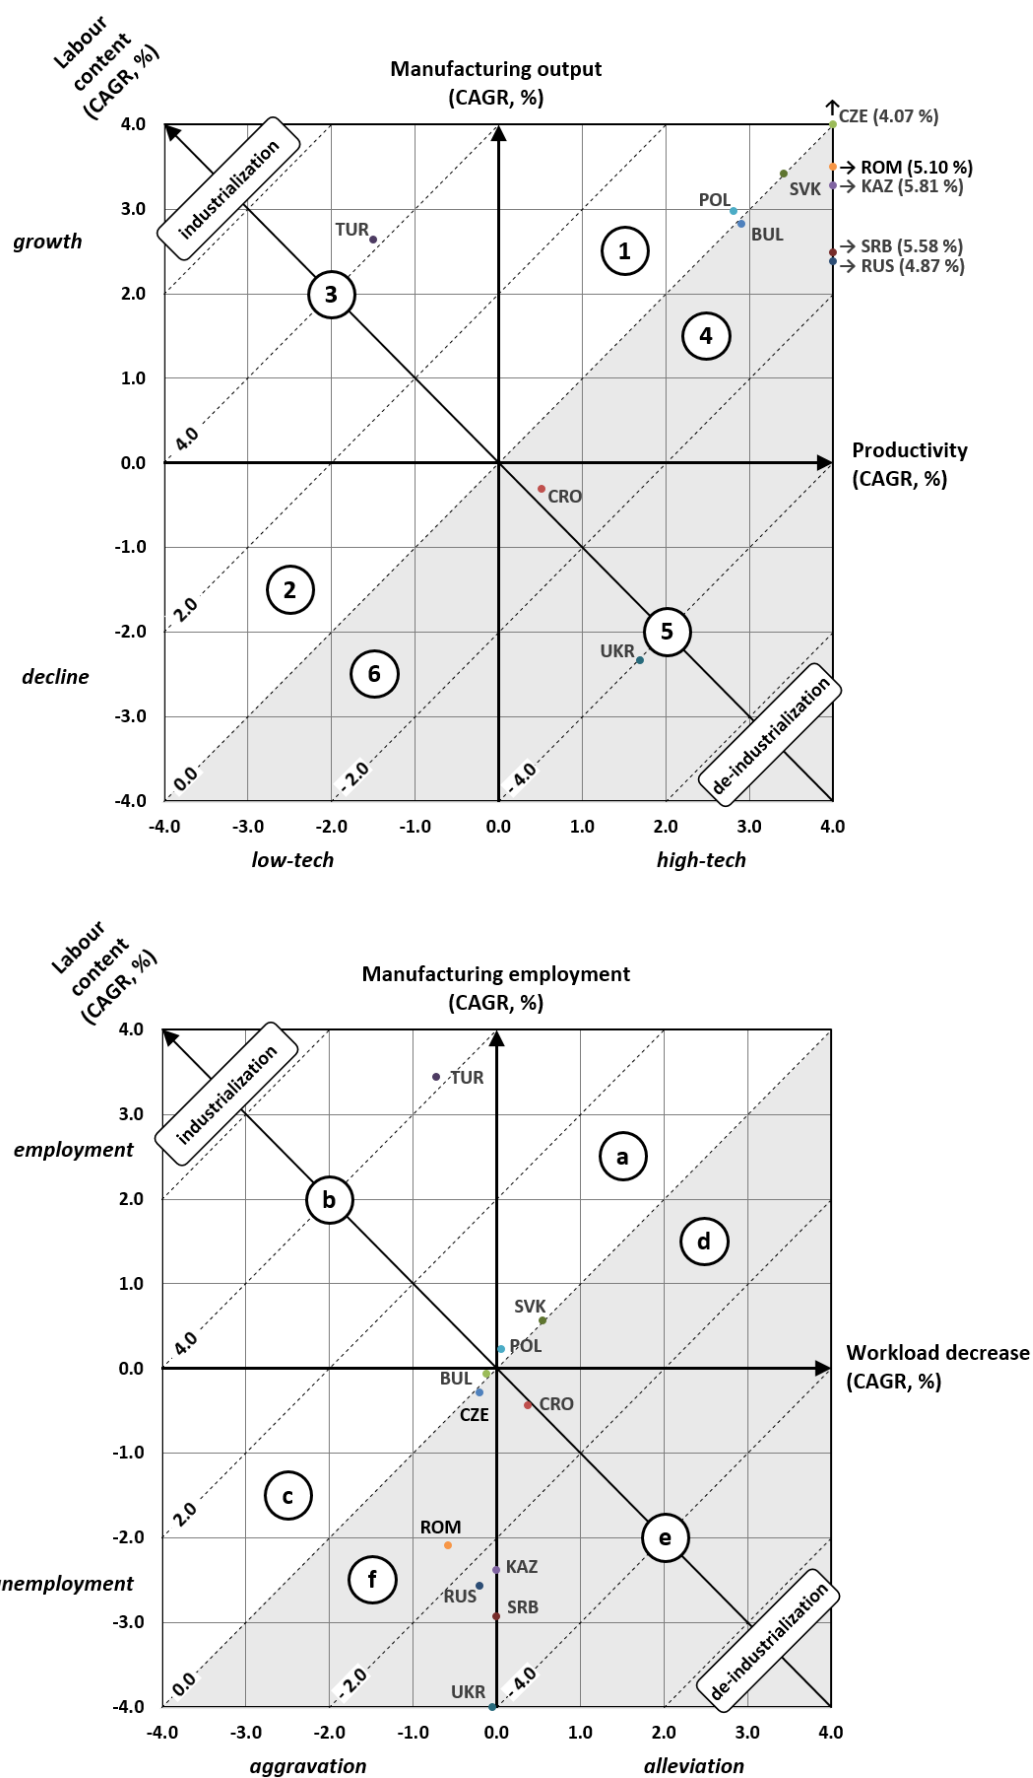 Labour
content
(CAGR, %)
Manufacturing output
(CAGR, %)
4.0
CZE (4.07 %)
industrialization
ROM (5.10 %)
SVK
KAZ (5.81 %)
3.0
POL
growth
TUR
1
BUL
SRB (5.58 %)
RUS (4.87 %)
2.0
3
4
1.0
4.0
0.0
Productivity
(CAGR, %)
CRO
-1.0
2
2.0
-2.0
5
UKR
decline
6
-3.0
de-industrialization
0.0
- 2.0
- 4.0
-4.0
-4.0 -3.0 -2.0 -1.0 0.0 1.0 2.0 3.0 4.0
low-tech high-tech
Labour
content
(CAGR, %)
Manufacturing employment
(CAGR, %)
4.0
industrialization
TUR
3.0
employment
a
2.0
b
d
1.0
SVK
4.0
POL
0.0
Workload decrease
(CAGR, %)
BUL
CZE
CRO
-1.0
c
2.0
ROM
-2.0
e
KAZ
f
nemployment
RUS
SRB
-3.0
de-industrialization
0.0
- 2.0
- 4.0
UKR
-4.0
-4.0 -3.0 -2.0 -1.0 0.0 1.0 2.0 3.0 4.0
aggravation alleviation